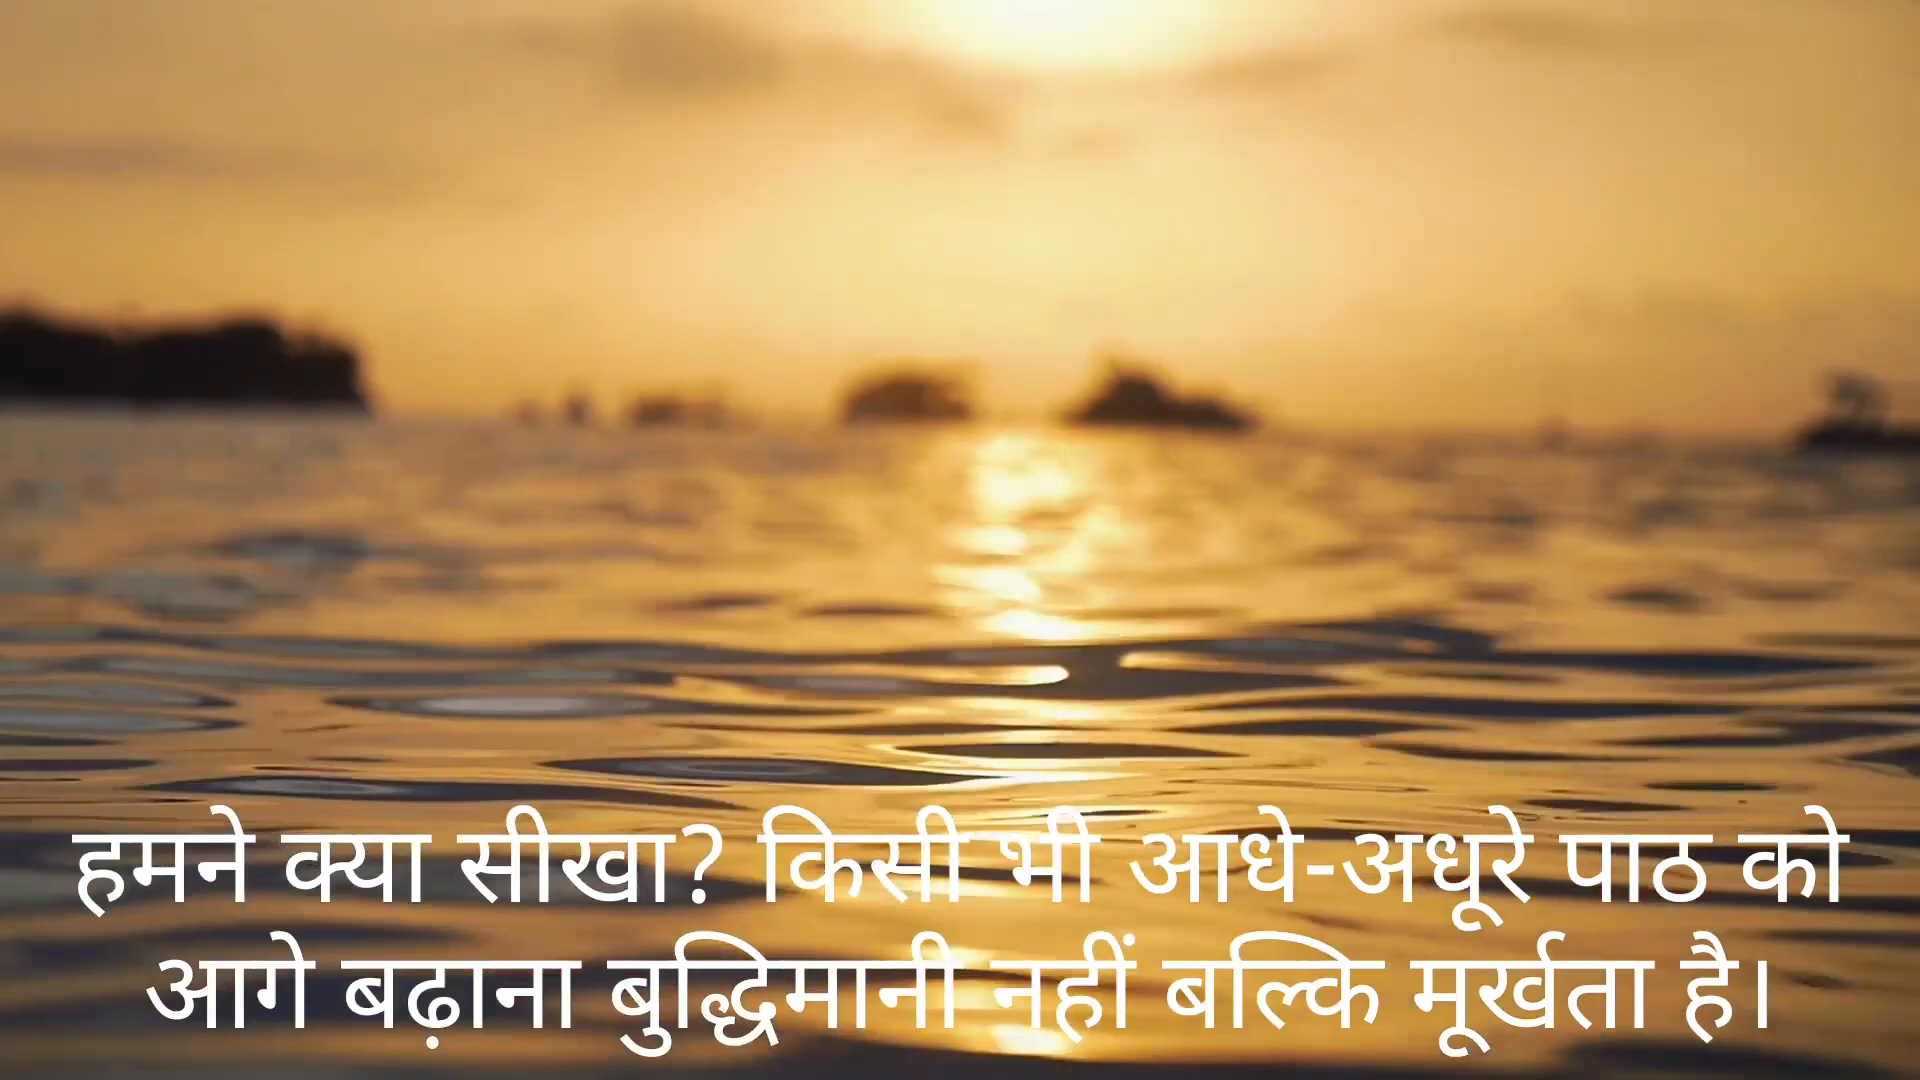 हमने क्या सीखा? किसी भी आधे-अधूरे पाठ को
आगे बढ़ाना बुद्धिमानी नहीं बल्कि मूर्खता है।